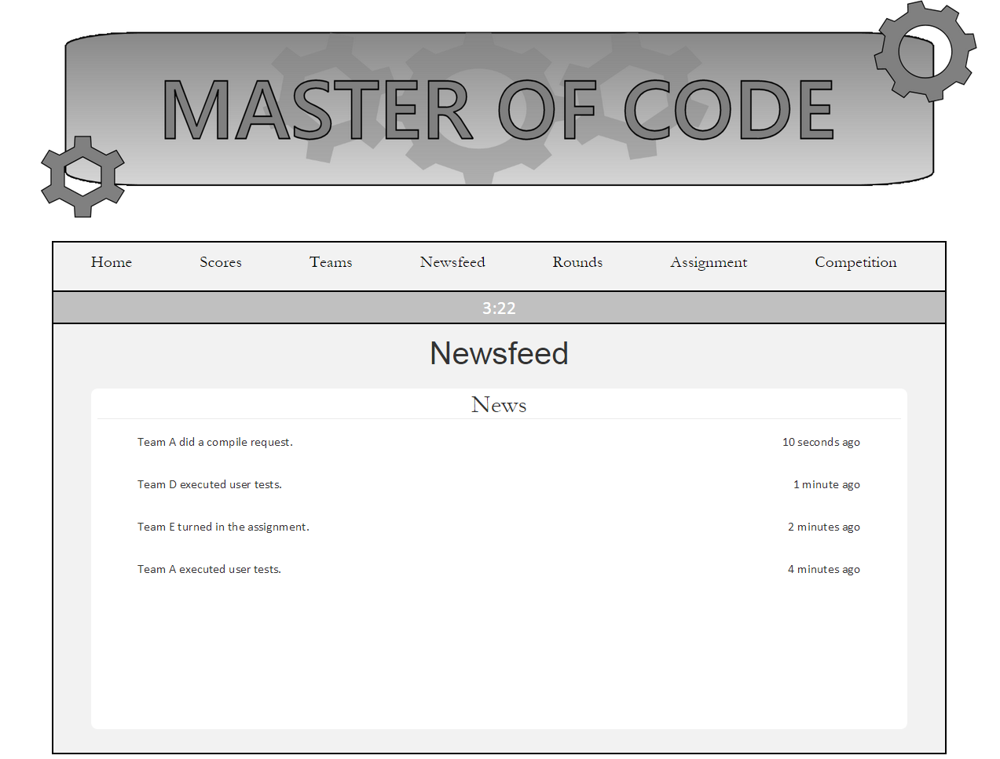 MASTER OF CODE
Home Scores Teams Newsfeed Rounds Assignment Competition
3:22
Newsfeed
News
Team A did a compile request. 10 seconds ago
Team D executed user tests. 1 minute ago
Team E turned in the assignment. 2 minutes ago
Team A executed user tests. 4 minutes ago